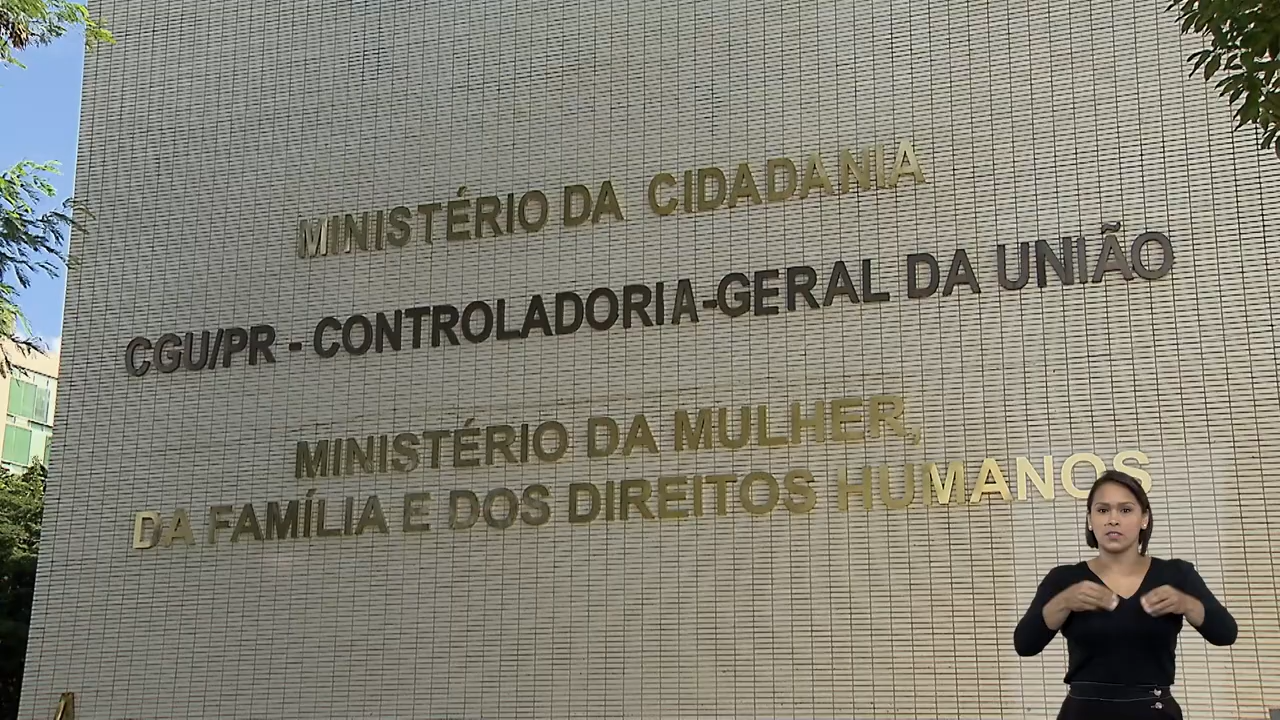 MINISTÉRIO DA CIDADANIA
CGU/PR - CONTROLADORIA-GERAL DA UNIÃO
MINISTÉRIO DA MULHER,
DA FAMÍLIA E DOS DIREITOS HUMANOS